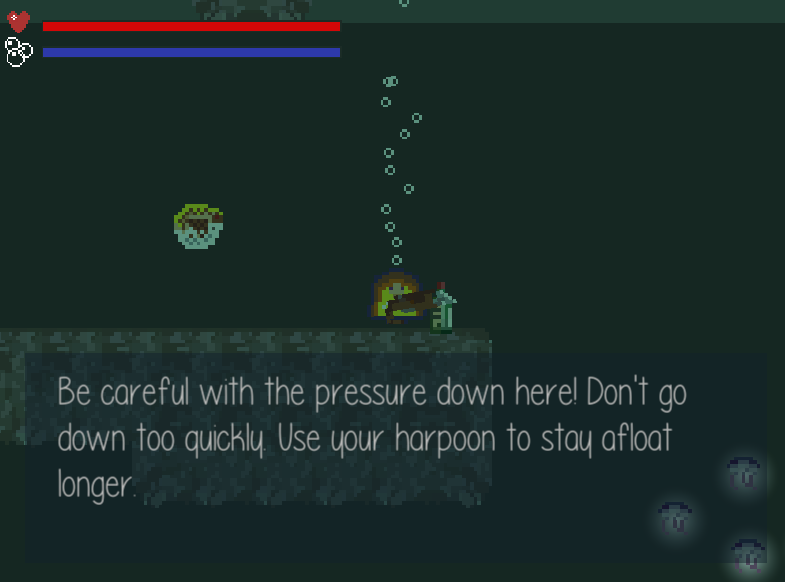 Be careful with the pressure down here! Don't go
down too quickly. Use your harpoon to stay afloat
longer.